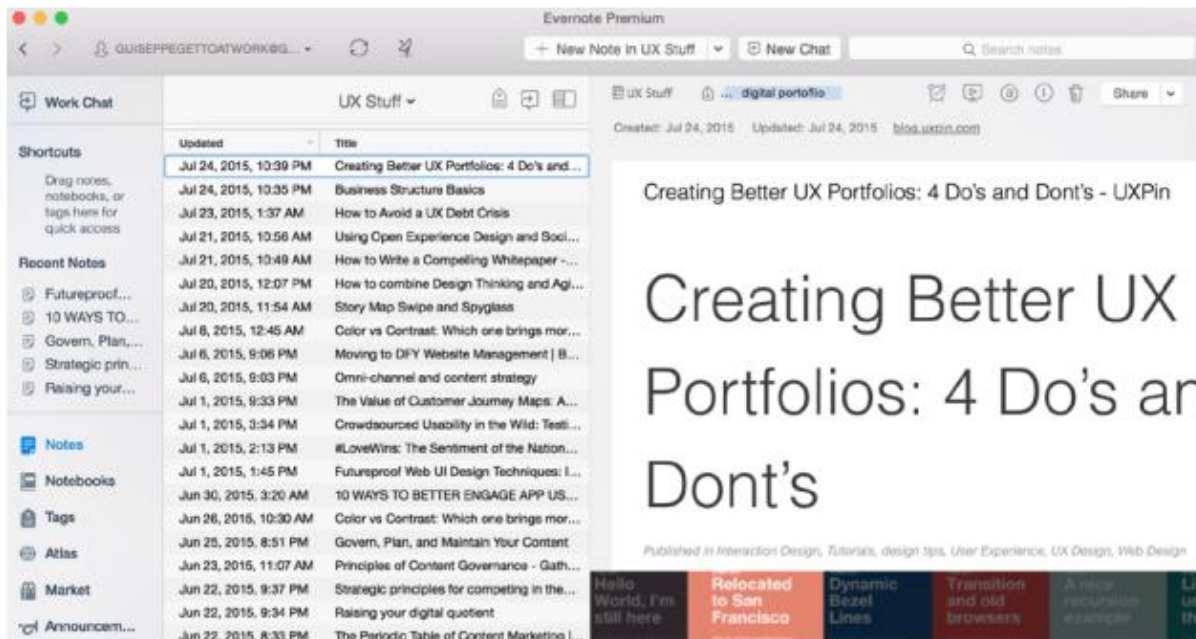 Evernote Premium
GUISEPPEGETTOATWORK@G...
+ New Note in UX Stuff
New Chat
Search notes
Work Chat
Shortcuts
Drag notes,
notebooks, or
tags here for
quick access
Recent Notes
Futureproof...
10 WAYS TO...
Govern, Plan,...
Strategic prin...
Raising your...
Notes
Notebooks
Tags
Atlas
Market
Announcem...
UX Stuff
Updated Title
Jul 24, 2015, 10:39 PM Creating Better UX Portfolios: 4 Do's and...
Jul 24, 2015, 10:35 PM Business Structure Basics
Jul 23, 2015, 1:37 AM How to Avoid a UX Debt Crisis
Jul 21, 2015, 10:56 AM Using Open Experience Design and Soci...
Jul 21, 2015, 10:49 AM How to Write a Compelling Whitepaper -...
Jul 20, 2015, 12:07 PM How to combine Design Thinking and Agi...
Jul 20, 2015, 11:54 AM Story Map Swipe and Spyglass
Jul 8, 2015, 12:45 AM Color vs Contrast: Which one brings mor...
Jul 6, 2015, 9:06 PM Moving to DFY Website Management | B...
Jul 6, 2015, 9:03 PM Omni-channel and content strategy
Jul 1, 2015, 9:33 PM The Value of Customer Journey Maps: A...
Jul 1, 2015, 3:34 PM Crowdsourced Usability in the Wild: Testi...
Jul 1, 2015, 2:13 PM #LoveWins: The Sentiment of the Nation...
Jul 1, 2015, 1:45 PM Futureproof Web UI Design Techniques: I...
Jun 30, 2015, 3:20 AM 10 WAYS TO BETTER ENGAGE APP US...
Jun 26, 2015, 10:30 AM Color vs Contrast: Which one brings mor...
Jun 25, 2015, 8:51 PM Govern, Plan, and Maintain Your Content
Jun 23, 2015, 11:07 AM Principles of Content Governance - Gath...
Jun 22, 2015, 9:37 PM Strategic principles for competing in the...
Jun 22, 2015, 9:34 PM Raising your digital quotient
Jun 22, 2015, 8:33 PM The Periodic Table of Content Marketing |...
UX Stuff ... digital portoflio
Share
Created: Jul 24, 2015 Updated: Jul 24, 2015 blog.uxpin.com
Creating Better UX Portfolios: 4 Do's and Dont's - UXPin
Creating Better UX
Portfolios: 4 Do's an
Dont's
Published in Interaction Design, Tutorials, design tips, User Experience, UX Design, Web Design
Hello
World, I'm
still here
Relocated
to San
Francisco
Dynamic
Bezel
Lines
Transition
and old
browsers
A nice
recursion
example